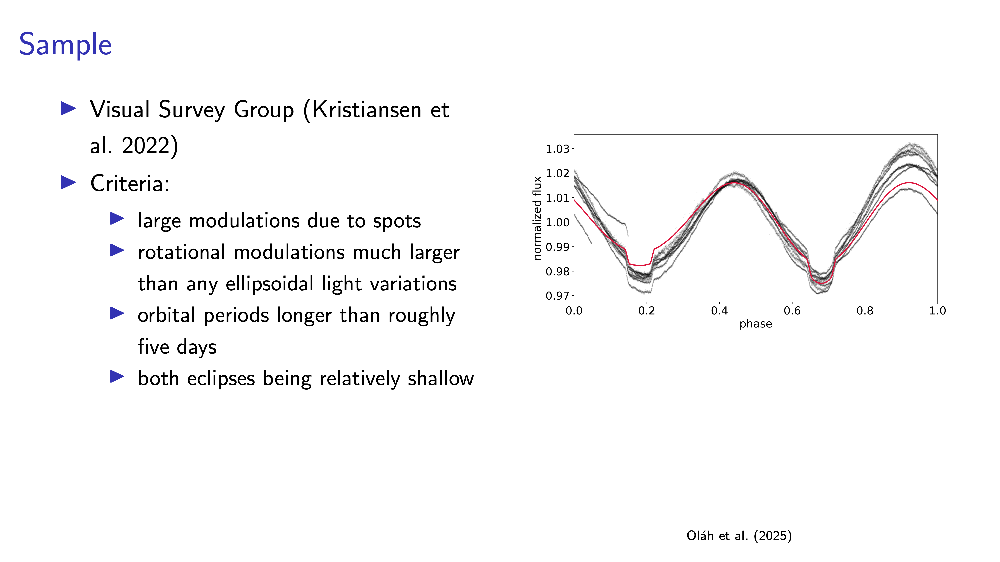 Sample
Visual Survey Group (Kristiansen et
al. 2022)
Criteria:
large modulations due to spots
rotational modulations much larger
than any ellipsoidal light variations
orbital periods longer than roughly
five days
both eclipses being relatively shallow
normalized flux
1.03
1.02
1.01
1.00
0.99
0.98
0.97
0.0 0.2 0.4 0.6 0.8 1.0
phase
Oláh et al. (2025)